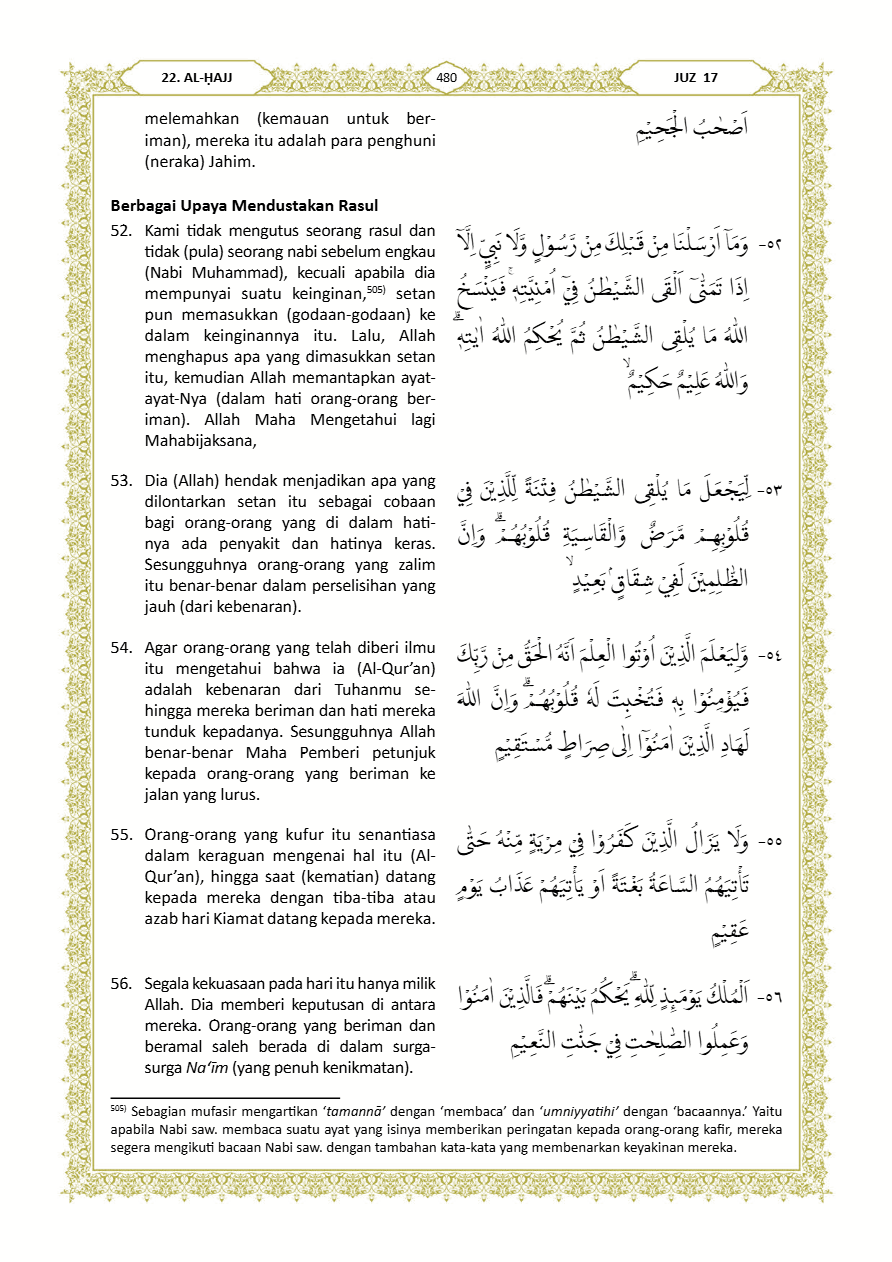 22. AL-ḤAJJ
480
JUZ 17
melemahkan (kemauan untuk ber-
iman), mereka itu adalah para penghuni
(neraka) Jahim.
اَصْحٰبُ الْجَحِيْمِ
Berbagai Upaya Mendustakan Rasul
52. Kami tidak mengutus seorang rasul dan
tidak (pula) seorang nabi sebelum engkau
(Nabi Muhammad), kecuali apabila dia
mempunyai suatu keinginan,⁵⁰⁵⁾ setan
pun memasukkan (godaan-godaan) ke
dalam keinginannya itu. Lalu, Allah
menghapus apa yang dimasukkan setan
itu, kemudian Allah memantapkan ayat-
ayat-Nya (dalam hati orang-orang ber-
iman). Allah Maha Mengetahui lagi
Mahabijaksana,
٥٢- وَمَآ اَرْسَلْنَا مِنْ قَبْلِكَ مِنْ رَّسُوْلٍ وَّلَا نَبِيٍّ اِلَّآ
اِذَا تَمَنّٰىٓ اَلْقَى الشَّيْطٰنُ فِيْٓ اُمْنِيَّتِهٖۚ فَيَنْسَخُ
اللّٰهُ مَا يُلْقِى الشَّيْطٰنُ ثُمَّ يُحْكِمُ اللّٰهُ اٰيٰتِهٖۗ
وَاللّٰهُ عَلِيْمٌ حَكِيْمٌۙ
53. Dia (Allah) hendak menjadikan apa yang
dilontarkan setan itu sebagai cobaan
bagi orang-orang yang di dalam hati-
nya ada penyakit dan hatinya keras.
Sesungguhnya orang-orang yang zalim
itu benar-benar dalam perselisihan yang
jauh (dari kebenaran).
٥٣- لِّيَجْعَلَ مَا يُلْقِى الشَّيْطٰنُ فِتْنَةً لِّلَّذِيْنَ فِيْ
قُلُوْبِهِمْ مَّرَضٌ وَّالْقَاسِيَةِ قُلُوْبُهُمْۗ وَاِنَّ
الظّٰلِمِيْنَ لَفِيْ شِقَاقٍۢ بَعِيْدٍۙ
54. Agar orang-orang yang telah diberi ilmu
itu mengetahui bahwa ia (Al-Qur’an)
adalah kebenaran dari Tuhanmu se-
hingga mereka beriman dan hati mereka
tunduk kepadanya. Sesungguhnya Allah
benar-benar Maha Pemberi petunjuk
kepada orang-orang yang beriman ke
jalan yang lurus.
٥٤- وَّلِيَعْلَمَ الَّذِيْنَ اُوْتُوا الْعِلْمَ اَنَّهُ الْحَقُّ مِنْ رَّبِّكَ
فَيُؤْمِنُوْا بِهٖ فَتُخْبِتَ لَهٗ قُلُوْبُهُمْۗ وَاِنَّ اللّٰهَ
لَهَادِ الَّذِيْنَ اٰمَنُوْٓا اِلٰى صِرَاطٍ مُّسْتَقِيْمٍ
55. Orang-orang yang kufur itu senantiasa
dalam keraguan mengenai hal itu (Al-
Qur’an), hingga saat (kematian) datang
kepada mereka dengan tiba-tiba atau
azab hari Kiamat datang kepada mereka.
٥٥- وَلَا يَزَالُ الَّذِيْنَ كَفَرُوْا فِيْ مِرْيَةٍ مِّنْهُ حَتّٰى
تَأْتِيَهُمُ السَّاعَةُ بَغْتَةً اَوْ يَأْتِيَهُمْ عَذَابُ يَوْمٍ
عَقِيْمٍ
56. Segala kekuasaan pada hari itu hanya milik
Allah. Dia memberi keputusan di antara
mereka. Orang-orang yang beriman dan
beramal saleh berada di dalam surga-
surga Na‘īm (yang penuh kenikmatan).
٥٦- اَلْمُلْكُ يَوْمَىِٕذٍ لِّلّٰهِۗ يَحْكُمُ بَيْنَهُمْۗ فَالَّذِيْنَ اٰمَنُوْا
وَعَمِلُوا الصّٰلِحٰتِ فِيْ جَنّٰتِ النَّعِيْمِ
⁵⁰⁵⁾ Sebagian mufasir mengartikan ‘tamannā’ dengan ‘membaca’ dan ‘umniyyatihi’ dengan ‘bacaannya.’ Yaitu
apabila Nabi saw. membaca suatu ayat yang isinya memberikan peringatan kepada orang-orang kafir, mereka
segera mengikuti bacaan Nabi saw. dengan tambahan kata-kata yang membenarkan keyakinan mereka.